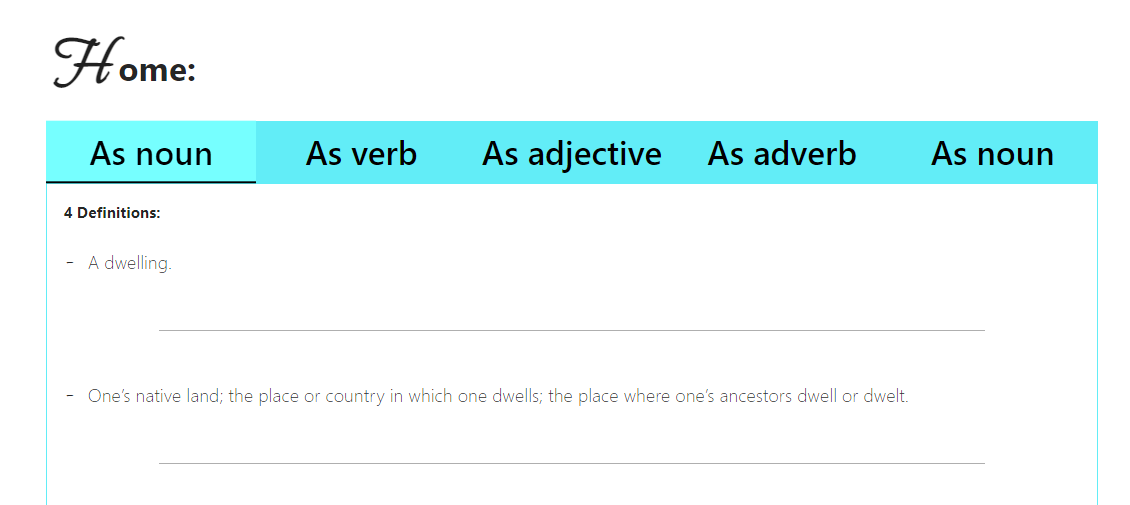 Home:
As noun As verb As adjective As adverb As noun
4 Definitions:
- A dwelling.
- One’s native land; the place or country in which one dwells; the place where one’s ancestors dwell or dwelt.